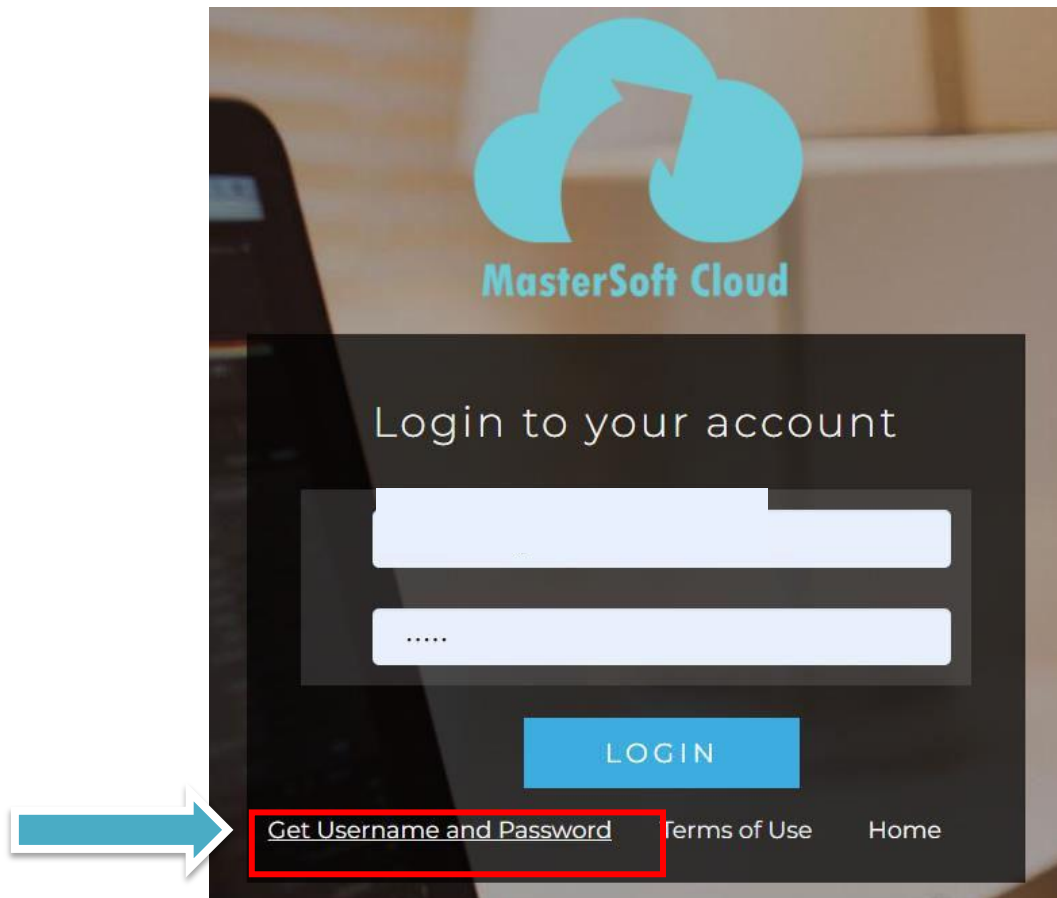 MasterSoft Cloud
Login to your account
.....
LOGIN
Get Username and Password Terms of Use Home